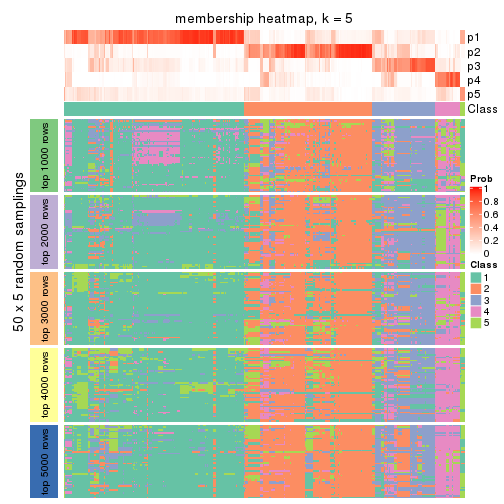 membership heatmap, k = 5
p1
p2
p3
p4
p5
Class
50 x 5 random samplings
top 1000 rows
top 2000 rows
top 3000 rows
top 4000 rows
top 5000 rows
Prob
1
0.8
0.6
0.4
0.2
0
Class
1
2
3
4
5